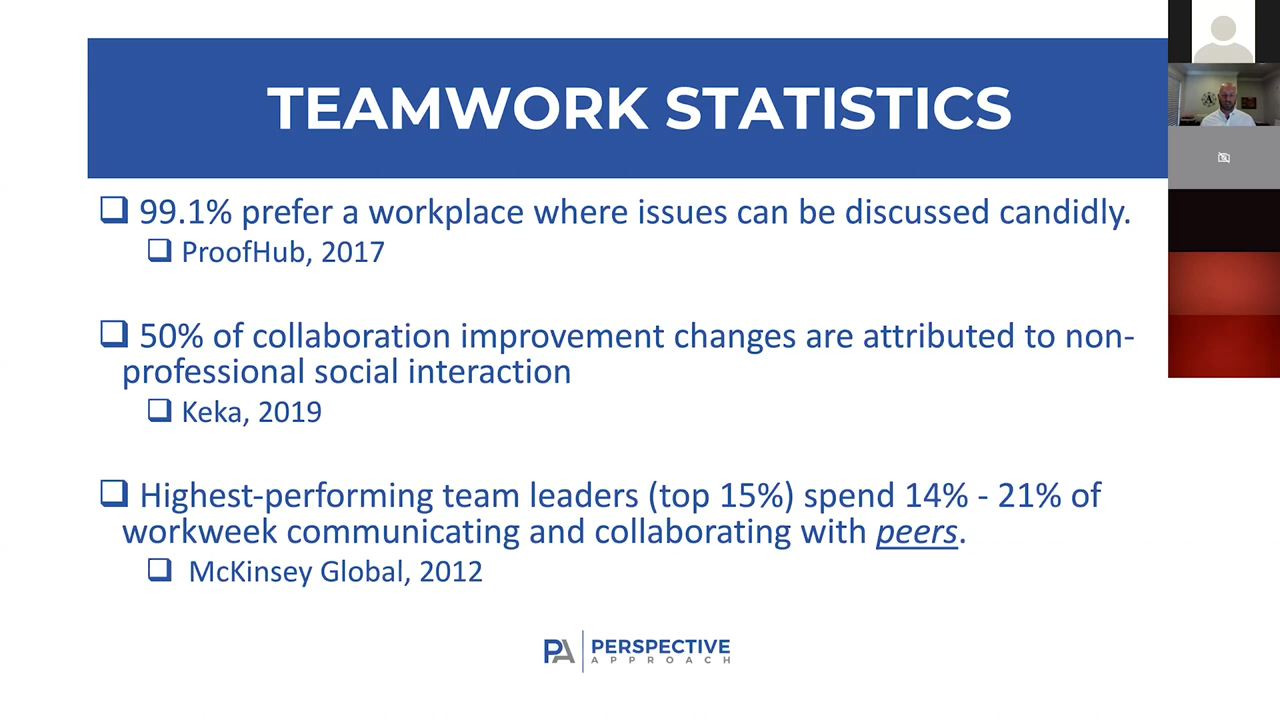 TEAMWORK STATISTICS
99.1% prefer a workplace where issues can be discussed candidly.
ProofHub, 2017
50% of collaboration improvement changes are attributed to non-
professional social interaction
Keka, 2019
Highest-performing team leaders (top 15%) spend 14% - 21% of
workweek communicating and collaborating with peers.
McKinsey Global, 2012
PA PERSPECTIVE
APPROACH